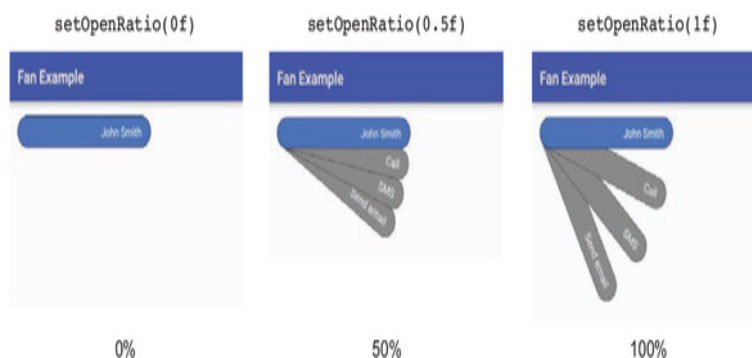 setOpenRatio(0f)
Fan Example
John Smith
0%
setOpenRatio(0.5f)
Fan Example
John Smith
Call
SMS
Send email
50%
setOpenRatio(1f)
Fan Example
John Smith
Call
SMS
Send email
100%